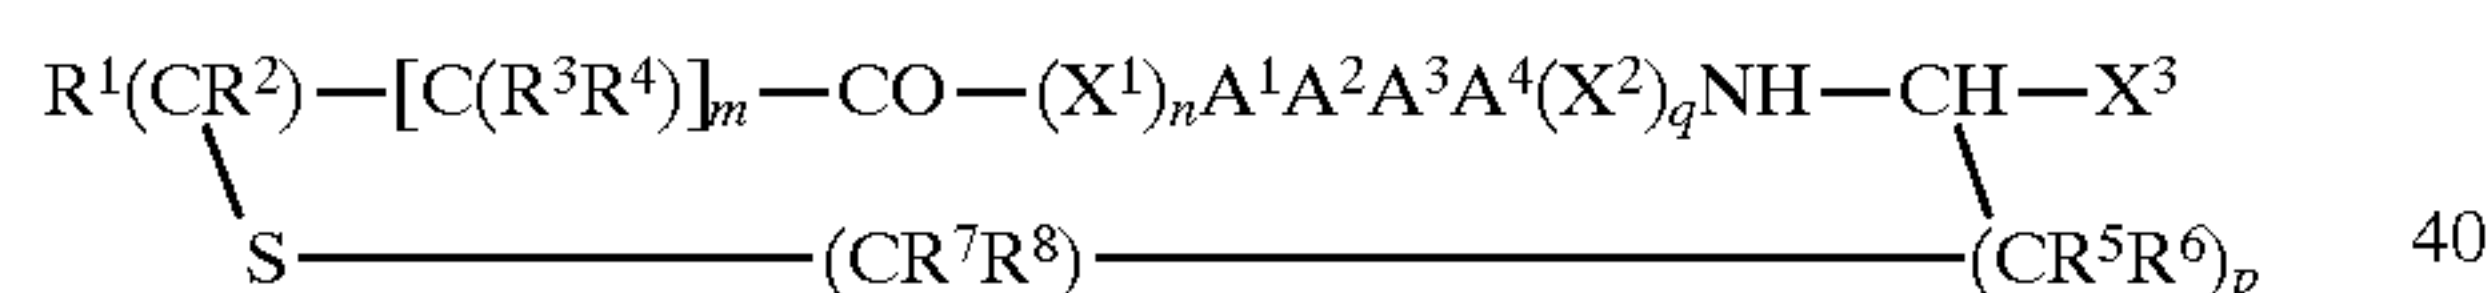 R¹(CR²)—[C(R³R⁴)]ₘ—CO—(X¹)ₙA¹A²A³A⁴(X²)qNH—CH—X³
S—(CR⁷R⁸)—(CR⁵R⁶)ₚ 40